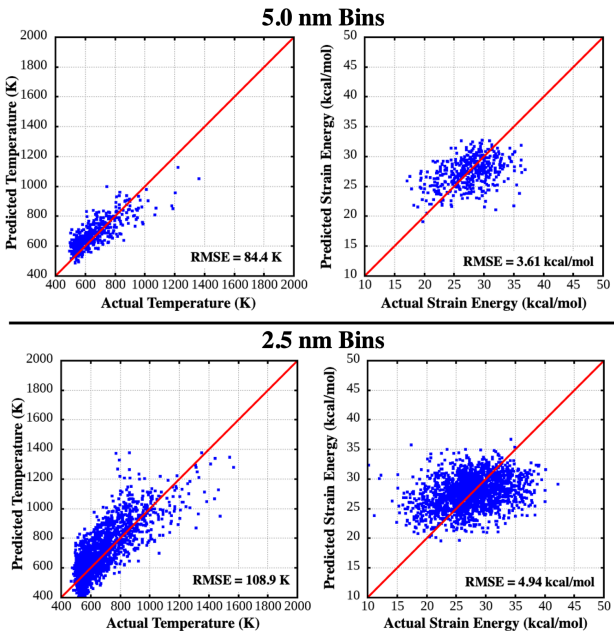 5.0 nm Bins
Predicted Temperature (K)
2000
1800
1600
1400
1200
1000
800
600
400
RMSE = 84.4 K
400 600 800 1000 1200 1400 1600 1800 2000
Actual Temperature (K)
Predicted Strain Energy (kcal/mol)
50
45
40
35
30
25
20
15
10
RMSE = 3.61 kcal/mol
10 15 20 25 30 35 40 45 50
Actual Strain Energy (kcal/mol)
2.5 nm Bins
Predicted Temperature (K)
2000
1800
1600
1400
1200
1000
800
600
400
RMSE = 108.9 K
400 600 800 1000 1200 1400 1600 1800 2000
Actual Temperature (K)
Predicted Strain Energy (kcal/mol)
50
45
40
35
30
25
20
15
10
RMSE = 4.94 kcal/mol
10 15 20 25 30 35 40 45 50
Actual Strain Energy (kcal/mol)